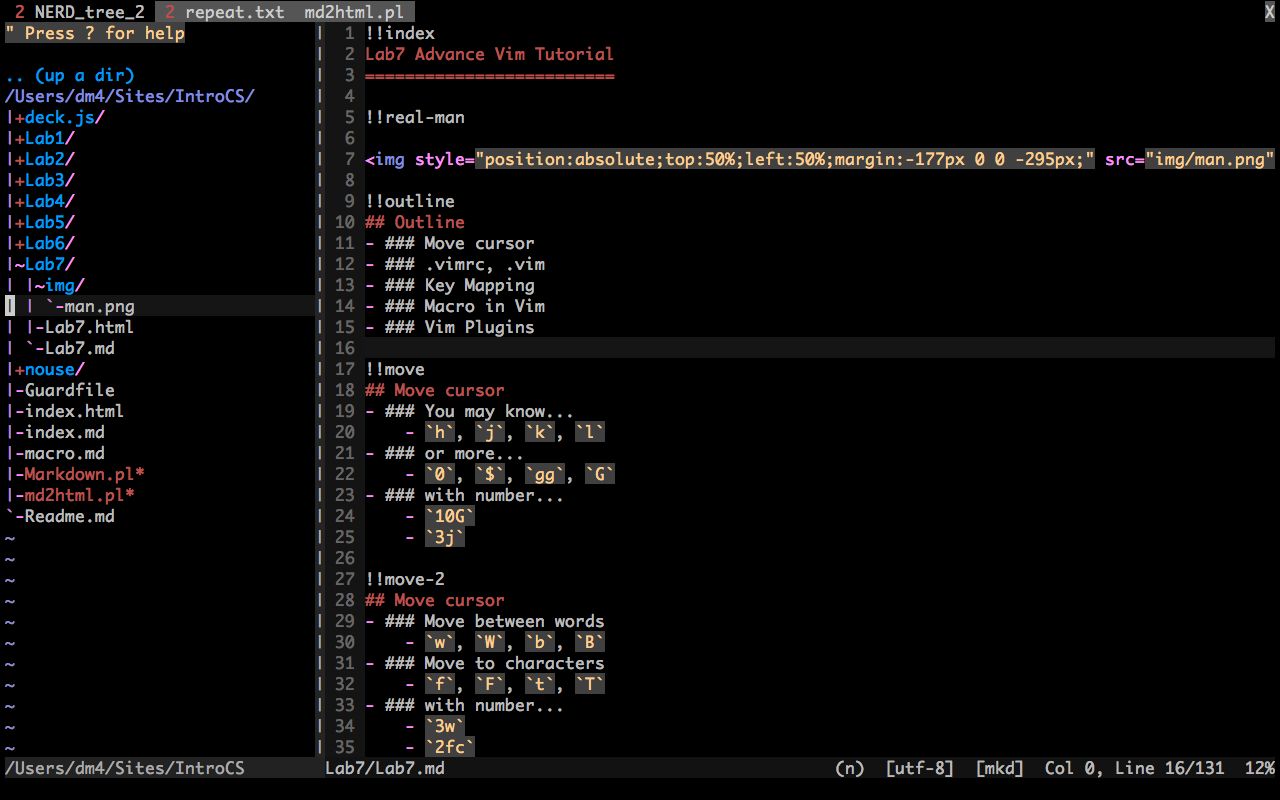 2 NERD_tree_2  2 repeat.txt  md2html.pl X
" Press ? for help
.. (up a dir)
/Users/dm4/Sites/IntroCS/
|+deck.js/
|+Lab1/
|+Lab2/
|+Lab3/
|+Lab4/
|+Lab5/
|+Lab6/
|~Lab7/
| |~img/
| | `-man.png
| |-Lab7.html
| `-Lab7.md
|+nouse/
|-Guardfile
|-index.html
|-index.md
|-macro.md
|-Markdown.pl*
|-md2html.pl*
`-Readme.md
~
~
~
~
~
~
~
~
~
~
~
1 !!index
2 Lab7 Advance Vim Tutorial
3 =========================
4
5 !!real-man
6
7 <img style="position:absolute;top:50%;left:50%;margin:-177px 0 0 -295px;" src="img/man.png"
8
9 !!outline
10 ## Outline
11 - ### Move cursor
12 - ### .vimrc, .vim
13 - ### Key Mapping
14 - ### Macro in Vim
15 - ### Vim Plugins
16
17 !!move
18 ## Move cursor
19 - ### You may know...
20     - `h`, `j`, `k`, `l`
21 - ### or more...
22     - `0`, `$`, `gg`, `G`
23 - ### with number...
24     - `10G`
25     - `3j`
26
27 !!move-2
28 ## Move cursor
29 - ### Move between words
30     - `w`, `W`, `b`, `B`
31 - ### Move to characters
32     - `f`, `F`, `t`, `T`
33 - ### with number...
34     - `3w`
35     - `2fc`
/Users/dm4/Sites/IntroCS Lab7/Lab7.md (n) [utf-8] [mkd] Col 0, Line 16/131 12%